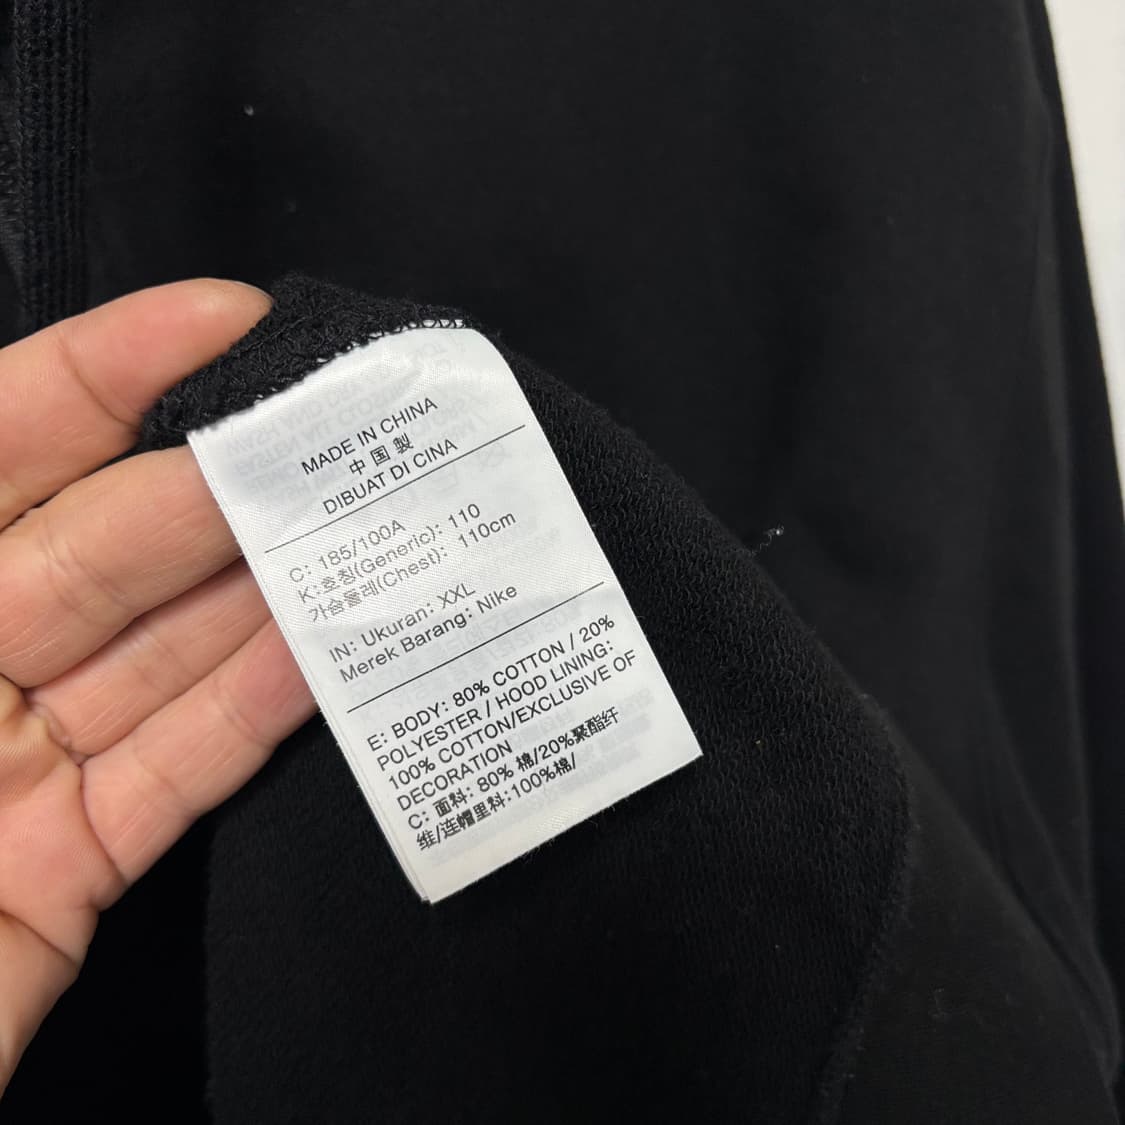 MADE IN CHINA
中国製
DIBUAT DI CINA
C: 185/100A
K:호칭(Generic): 110
가슴둘레(Chest): 110cm
IN: Ukuran: XXL
Merek Barang: Nike
E: BODY: 80% COTTON / 20%
POLYESTER / HOOD LINING:
100% COTTON/EXCLUSIVE OF
DECORATION
C: 面料: 80% 棉/20%聚酯纤
维/连帽里料:100%棉/